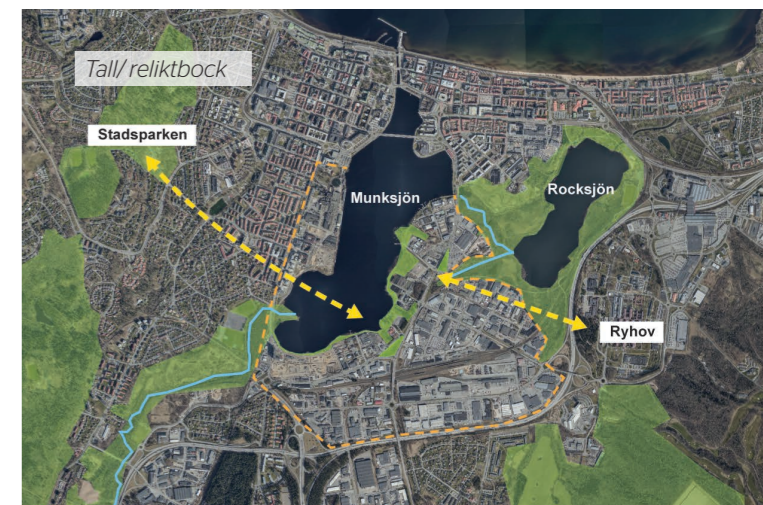 Tall/ reliktbock
Stadsparken
Munksjön
Rocksjön
Ryhov